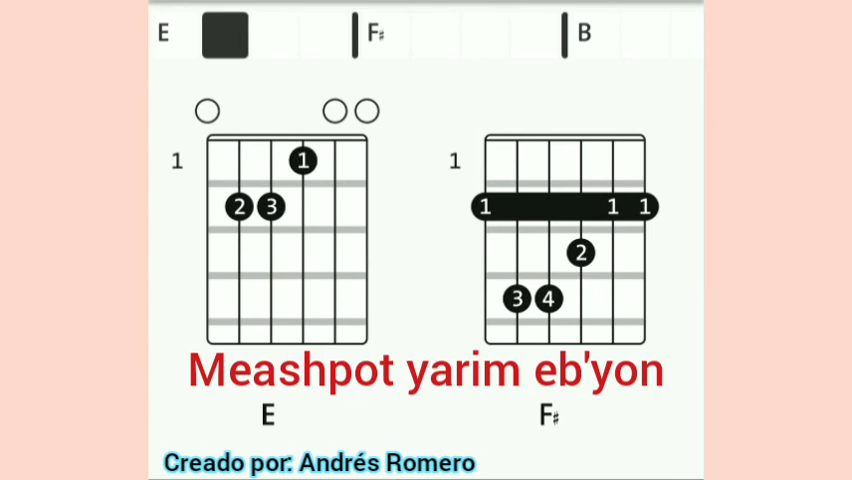 E F♯ B
1 1 1
2 3 1 1 1
2
3 4
Meashpot yarim eb'yon
E F♯
Creado por: Andrés Romero